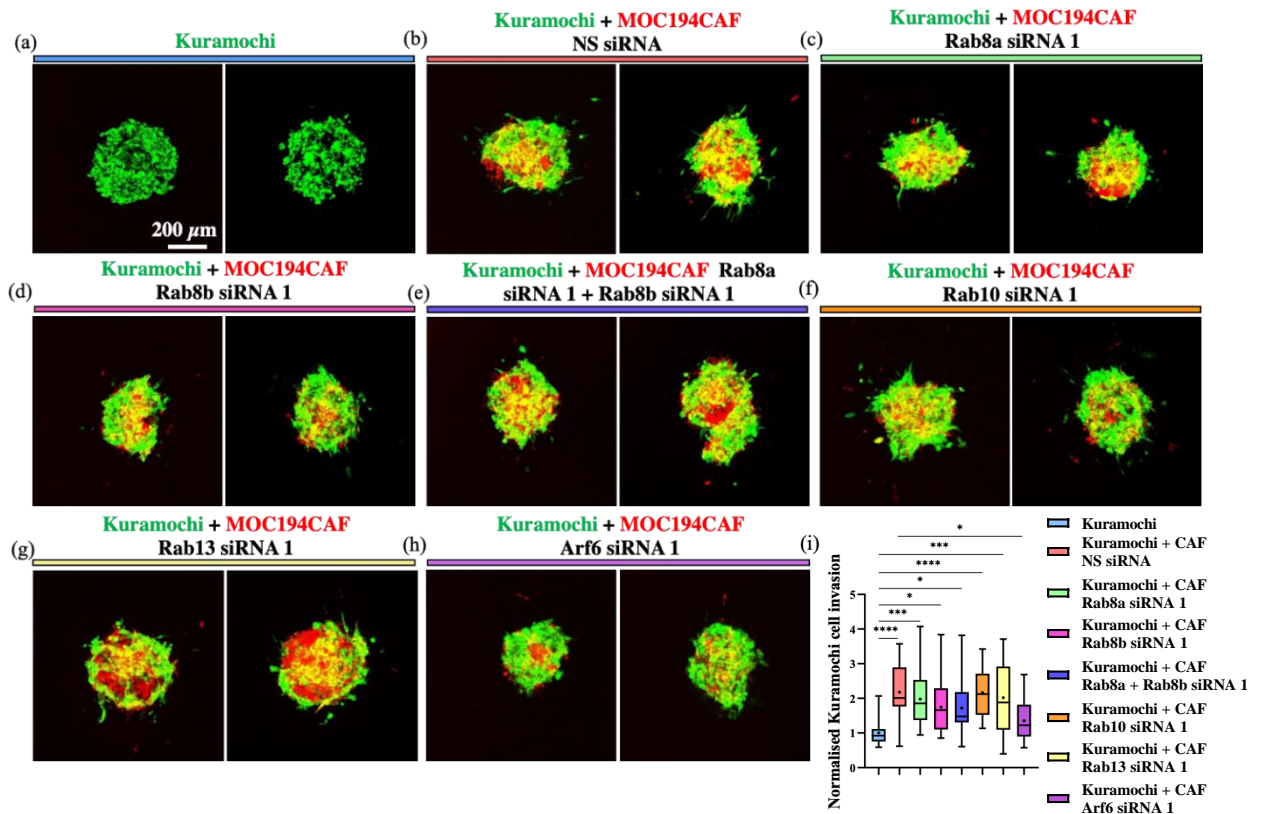 (a)
Kuramochi
200 µm
(b)
Kuramochi + MOC194CAF
NS siRNA
(c)
Kuramochi + MOC194CAF
Rab8a siRNA 1
(d)
Kuramochi + MOC194CAF
Rab8b siRNA 1
(e)
Kuramochi + MOC194CAF Rab8a
siRNA 1 + Rab8b siRNA 1
(f)
Kuramochi + MOC194CAF
Rab10 siRNA 1
(g)
Kuramochi + MOC194CAF
Rab13 siRNA 1
(h)
Kuramochi + MOC194CAF
Arf6 siRNA 1
(i)
Normalised Kuramochi cell invasion
5
4
3
2
1
0
*
***
****
*
*
***
****
Kuramochi
Kuramochi + CAF
NS siRNA
Kuramochi + CAF
Rab8a siRNA 1
Kuramochi + CAF
Rab8b siRNA 1
Kuramochi + CAF
Rab8a + Rab8b siRNA 1
Kuramochi + CAF
Rab10 siRNA 1
Kuramochi + CAF
Rab13 siRNA 1
Kuramochi + CAF
Arf6 siRNA 1